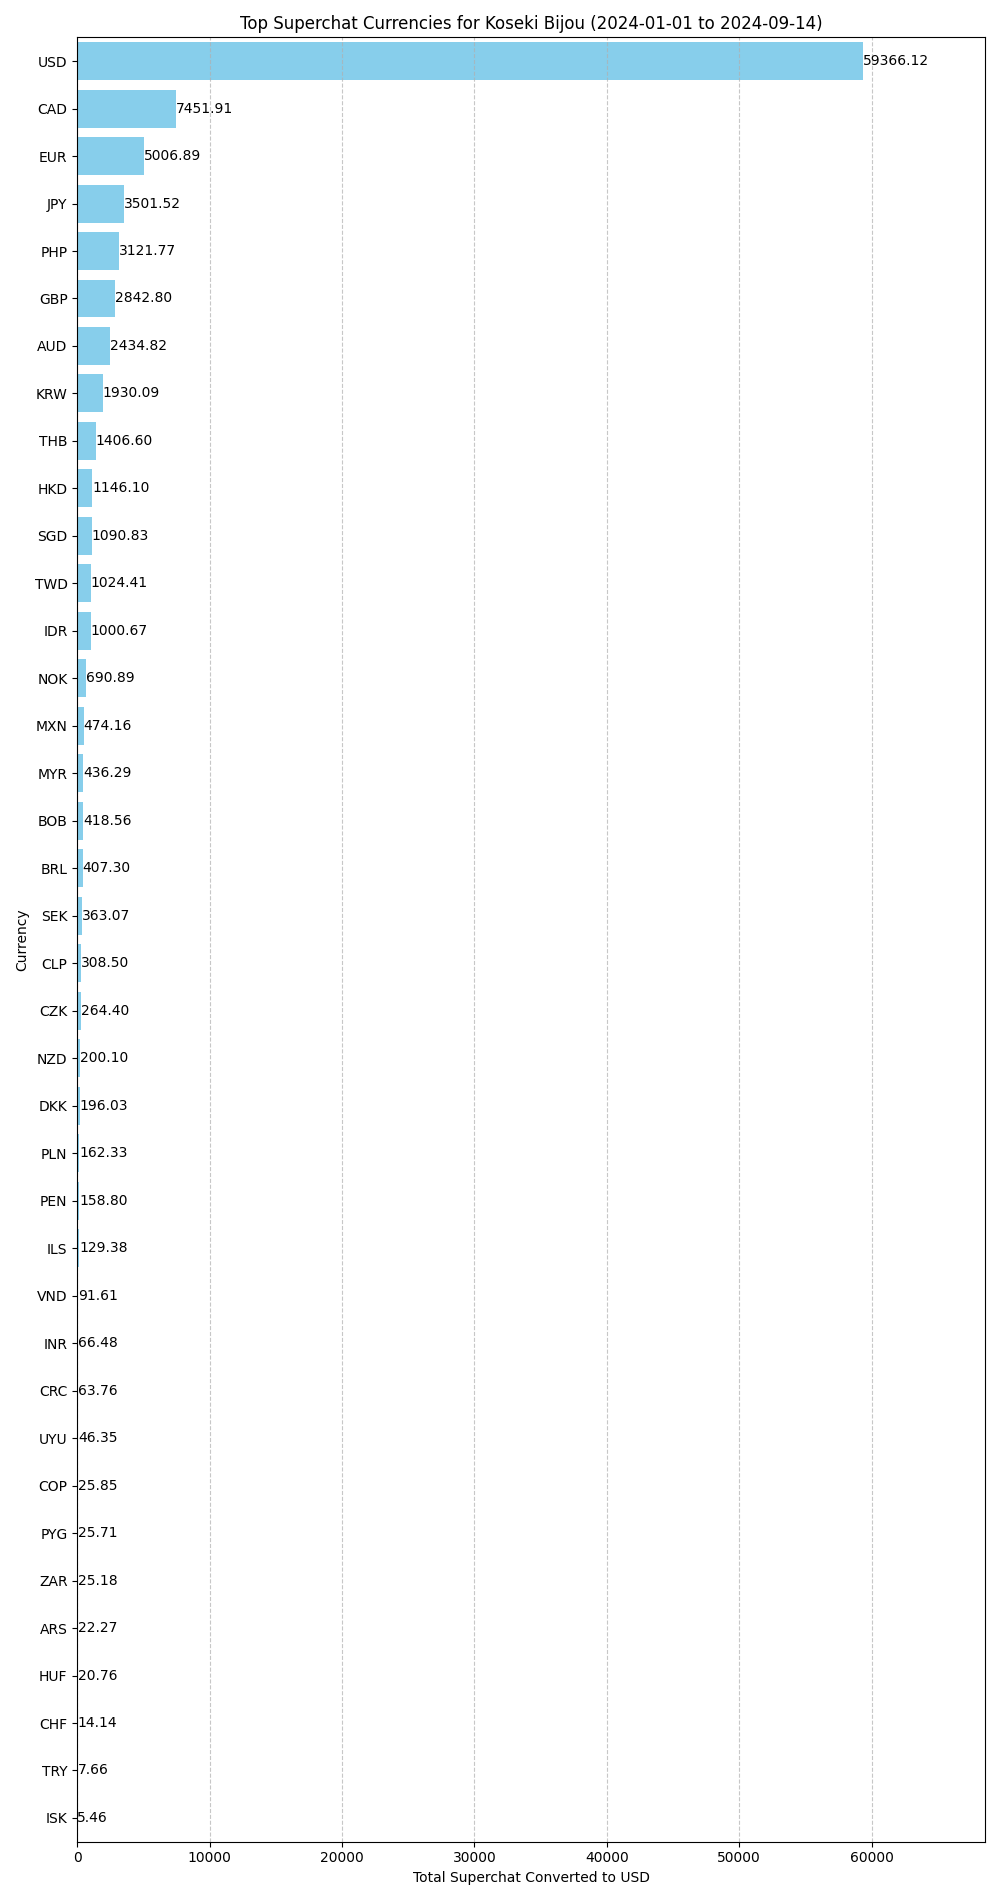 Top Superchat Currencies for Koseki Bijou (2024-01-01 to 2024-09-14)
USD 59366.12
CAD 7451.91
EUR 5006.89
JPY 3501.52
PHP 3121.77
GBP 2842.80
AUD 2434.82
KRW 1930.09
THB 1406.60
HKD 1146.10
SGD 1090.83
TWD 1024.41
IDR 1000.67
NOK 690.89
MXN 474.16
MYR 436.29
BOB 418.56
BRL 407.30
SEK 363.07
Currency
CLP 308.50
CZK 264.40
NZD 200.10
DKK 196.03
PLN 162.33
PEN 158.80
ILS 129.38
VND 91.61
INR 66.48
CRC 63.76
UYU 46.35
COP 25.85
PYG 25.71
ZAR 25.18
ARS 22.27
HUF 20.76
CHF 14.14
TRY 7.66
ISK 5.46
0 10000 20000 30000 40000 50000 60000
Total Superchat Converted to USD